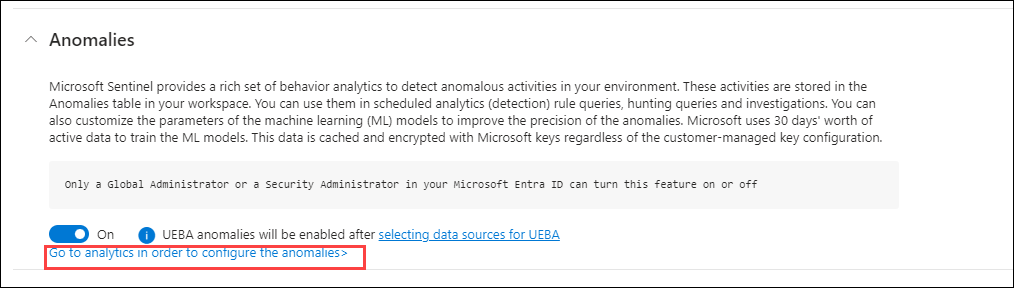 Anomalies
Microsoft Sentinel provides a rich set of behavior analytics to detect anomalous activities in your environment. These activities are stored in the
Anomalies table in your workspace. You can use them in scheduled analytics (detection) rule queries, hunting queries and investigations. You can
also customize the parameters of the machine learning (ML) models to improve the precision of the anomalies. Microsoft uses 30 days' worth of
active data to train the ML models. This data is cached and encrypted with Microsoft keys regardless of the customer-managed key configuration.
Only a Global Administrator or a Security Administrator in your Microsoft Entra ID can turn this feature on or off
On UEBA anomalies will be enabled after selecting data sources for UEBA
Go to analytics in order to configure the anomalies>